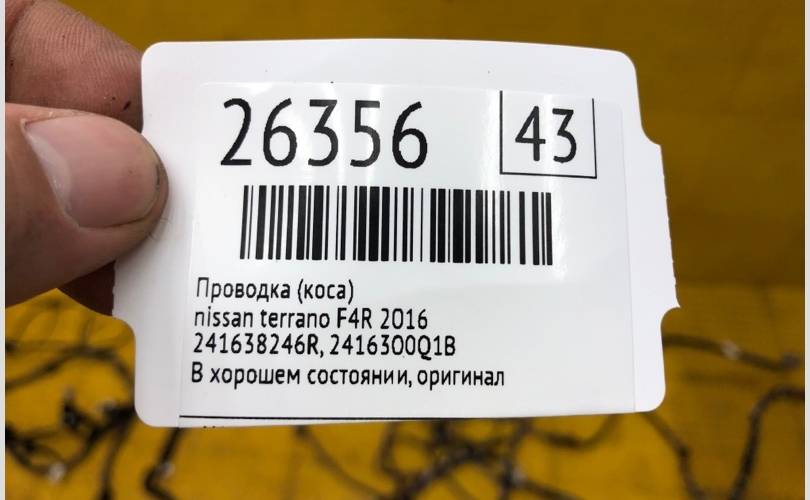 26356 43
Проводка (коса)
nissan terrano F4R 2016
241638246R, 2416300Q1B
В хорошем состоянии, оригинал